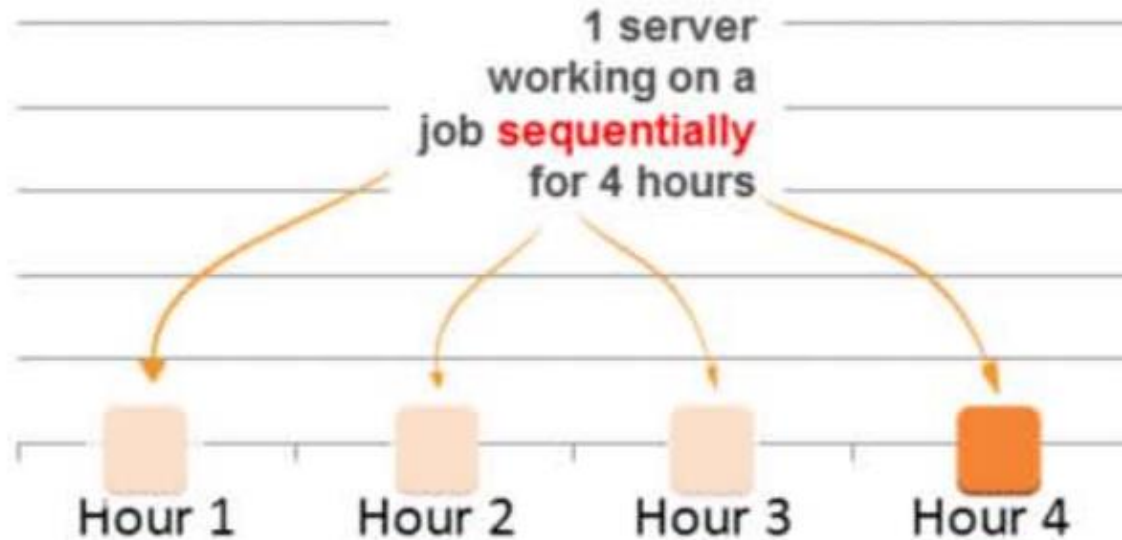 1 server
working on a
job sequentially
for 4 hours
Hour 1
Hour 2
Hour 3
Hour 4